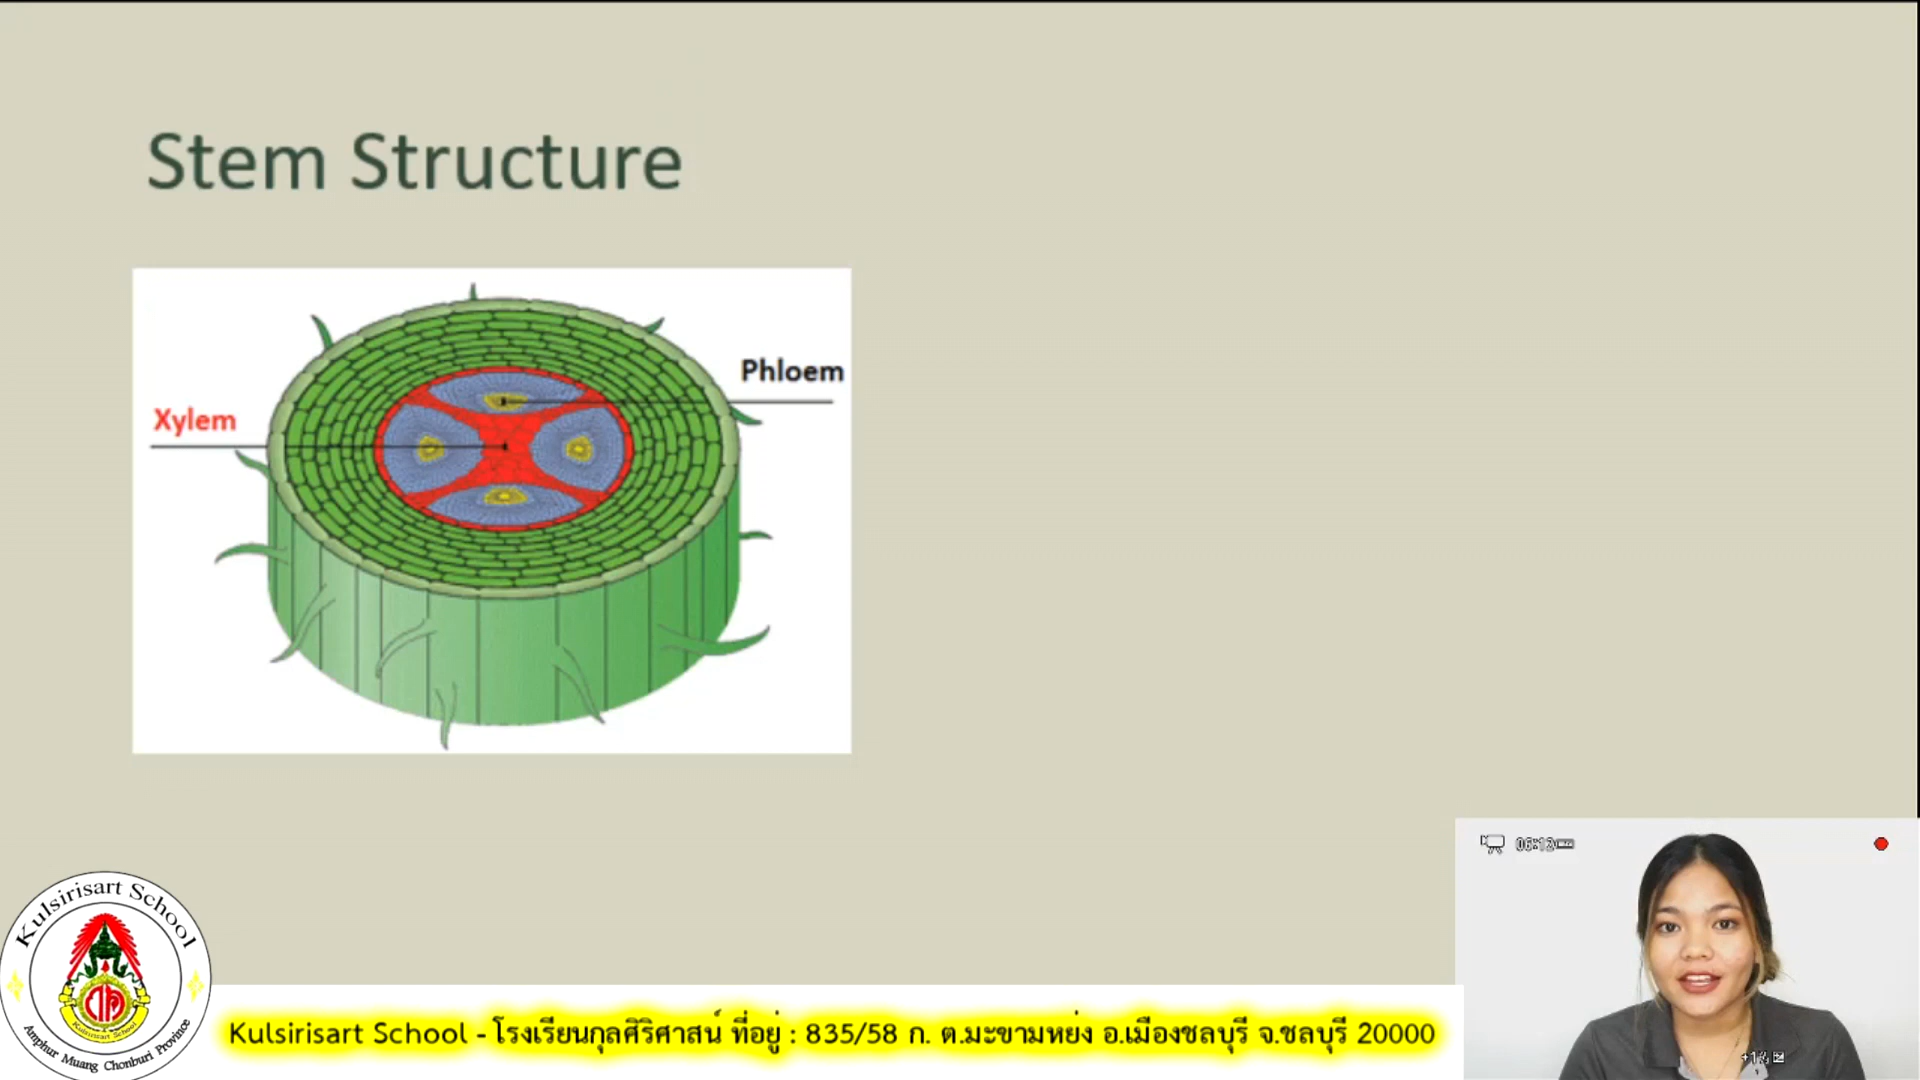 Stem Structure
Phloem
Xylem
Kulsirisart School
Kulsirisart School
Amphur Muang Chonburi Province
Kulsirisart School - โรงเรียนกุลศิริศาสน์ ที่อยู่ : 835/58 ก. ต.มะขามหย่ง อ.เมืองชลบุรี จ.ชลบุรี 20000